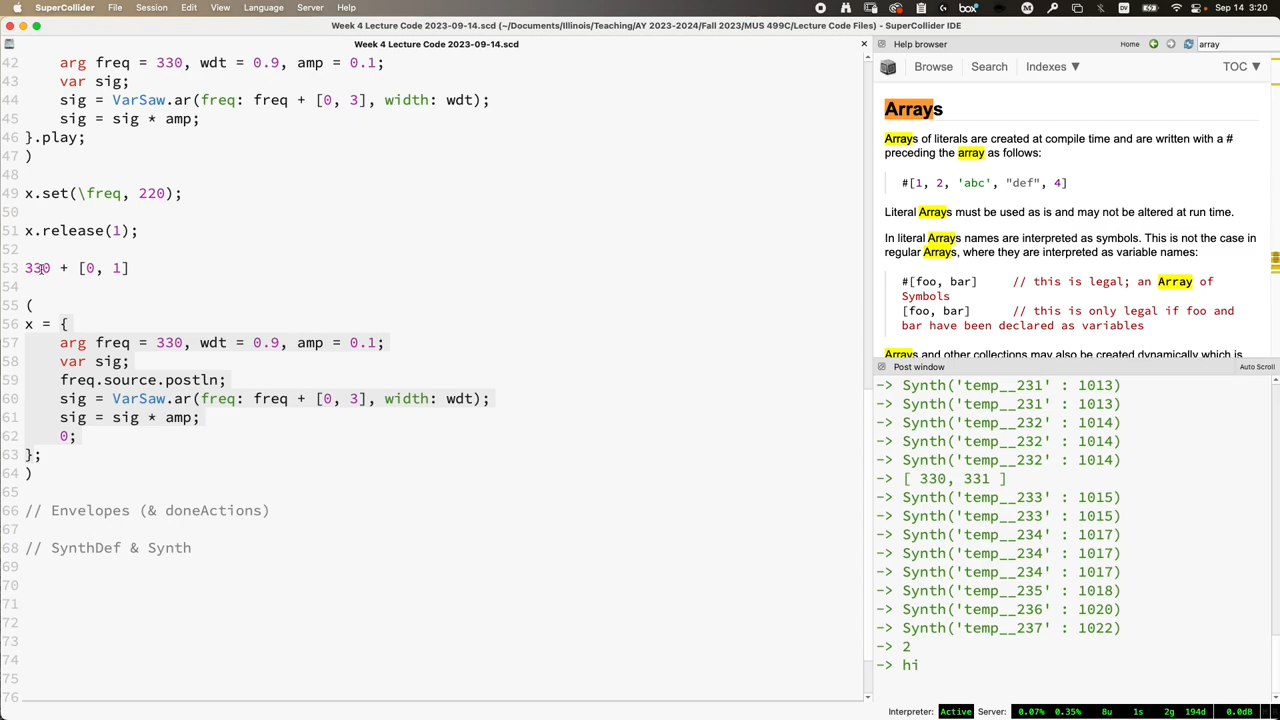 SuperCollider File Edit Session View Language Server Help Thu Sep 14 3:20
Week 4 Lecture Code 2023-09-14.scd (~/Documents/Illinois/Teaching/AY 2023-2024/Fall 2023/MUS 499C/Lecture Code Files) - SuperCollider IDE
Week 4 Lecture Code 2023-09-14.scd
42 arg freq = 330, wdt = 0.9, amp = 0.1;
43 var sig;
44 sig = VarSaw.ar(freq: freq + [0, 3], width: wdt);
45 sig = sig * amp;
46 }.play;
47 )
48
49 x.set(\freq, 220);
50
51 x.release(1);
52
53 330 + [0, 1]
54
55 (
56 x = {
57 arg freq = 330, wdt = 0.9, amp = 0.1;
58 var sig;
59 freq.source.postln;
60 sig = VarSaw.ar(freq: freq + [0, 3], width: wdt);
61 sig = sig * amp;
62 0;
63 };
64 )
65
66 // Envelopes (& doneActions)
67
68 // SynthDef & Synth
69
70
71
72
73
74
75
76
Help browser Home array
Browse Search Indexes ▼ TOC ▼
Arrays
Arrays of literals are created at compile time and are written with a #
preceding the array as follows:
#[1, 2, 'abc', "def", 4]
Literal Arrays must be used as is and may not be altered at run time.
In literal Arrays names are interpreted as symbols. This is not the case in
regular Arrays, where they are interpreted as variable names:
#[foo, bar] // this is legal; an Array of
Symbols
[foo, bar] // this is only legal if foo and
bar have been declared as variables
Arrays and other collections may also be created dynamically which is
Post window Auto Scroll
-> Synth('temp__231' : 1013)
-> Synth('temp__231' : 1013)
-> Synth('temp__232' : 1014)
-> Synth('temp__232' : 1014)
-> Synth('temp__232' : 1014)
-> [ 330, 331 ]
-> Synth('temp__233' : 1015)
-> Synth('temp__233' : 1015)
-> Synth('temp__234' : 1017)
-> Synth('temp__234' : 1017)
-> Synth('temp__234' : 1017)
-> Synth('temp__235' : 1018)
-> Synth('temp__236' : 1020)
-> Synth('temp__237' : 1022)
-> 2
-> hi
Interpreter: Active Server: 0.07% 0.35% 8u 1s 2g 194d 0.0dB